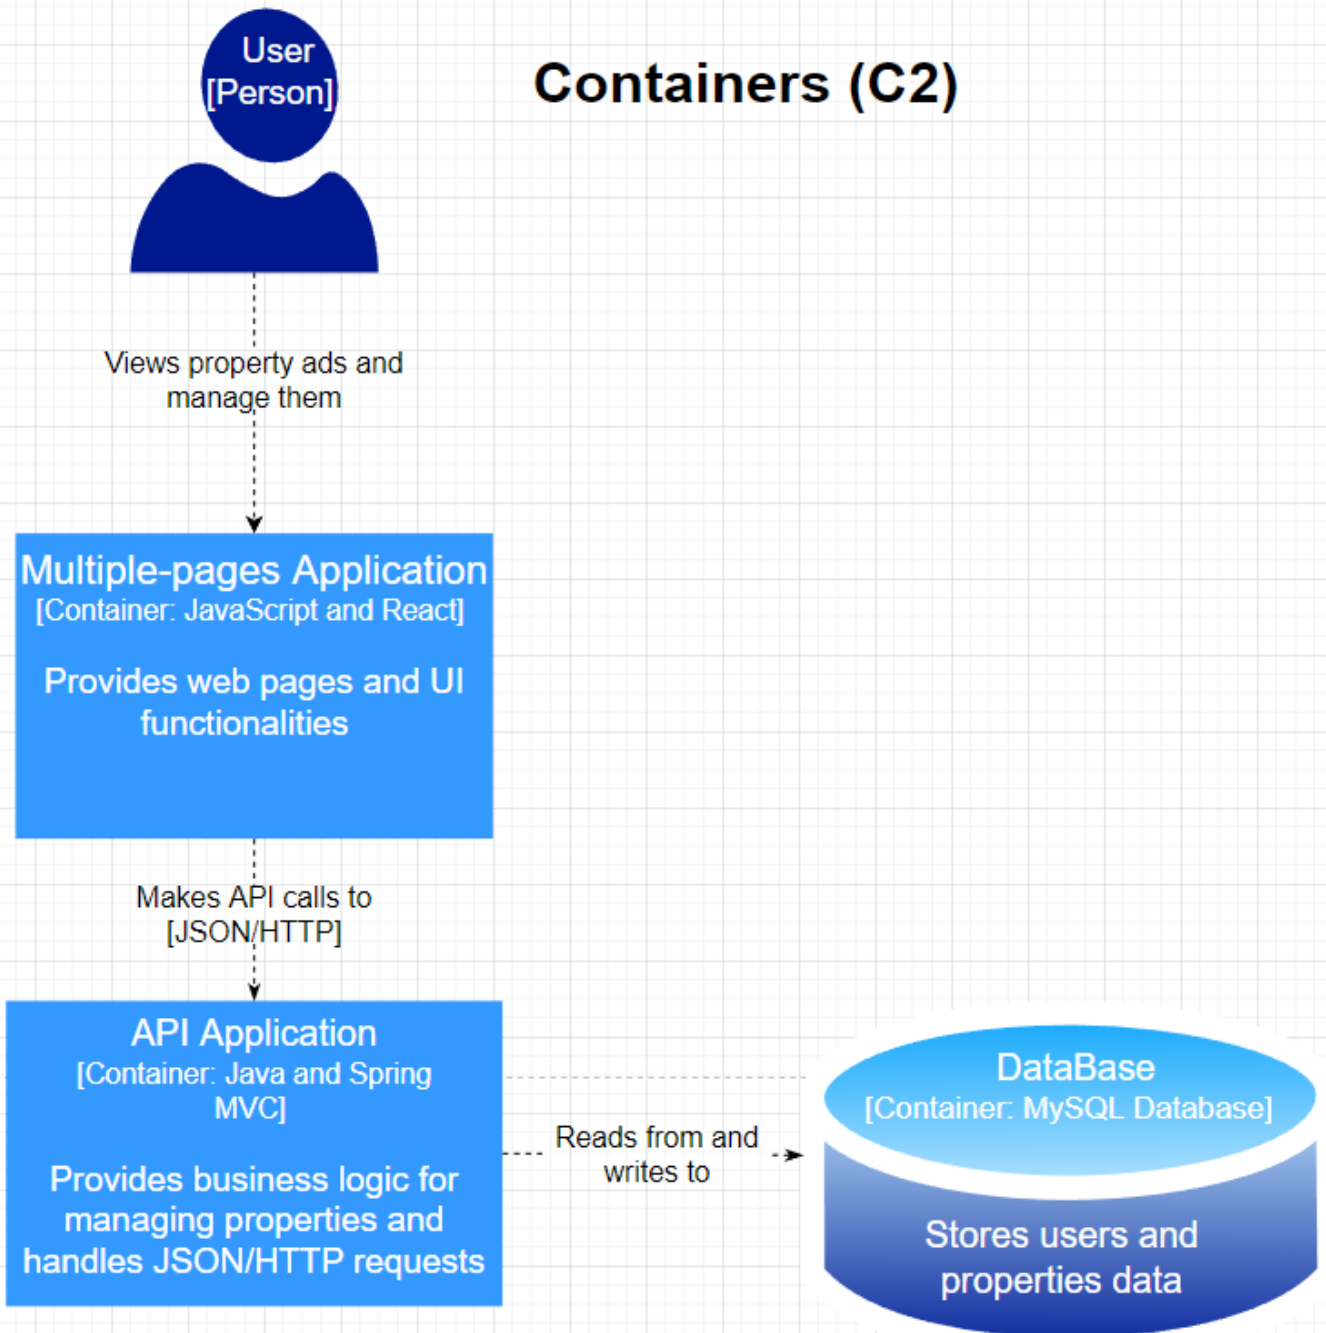 User
[Person]
Containers (C2)
Views property ads and
manage them
Multiple-pages Application
[Container: JavaScript and React]
Provides web pages and UI
functionalities
Makes API calls to
[JSON/HTTP]
API Application
[Container: Java and Spring
MVC]
Provides business logic for
managing properties and
handles JSON/HTTP requests
Reads from and
writes to
DataBase
[Container: MySQL Database]
Stores users and
properties data